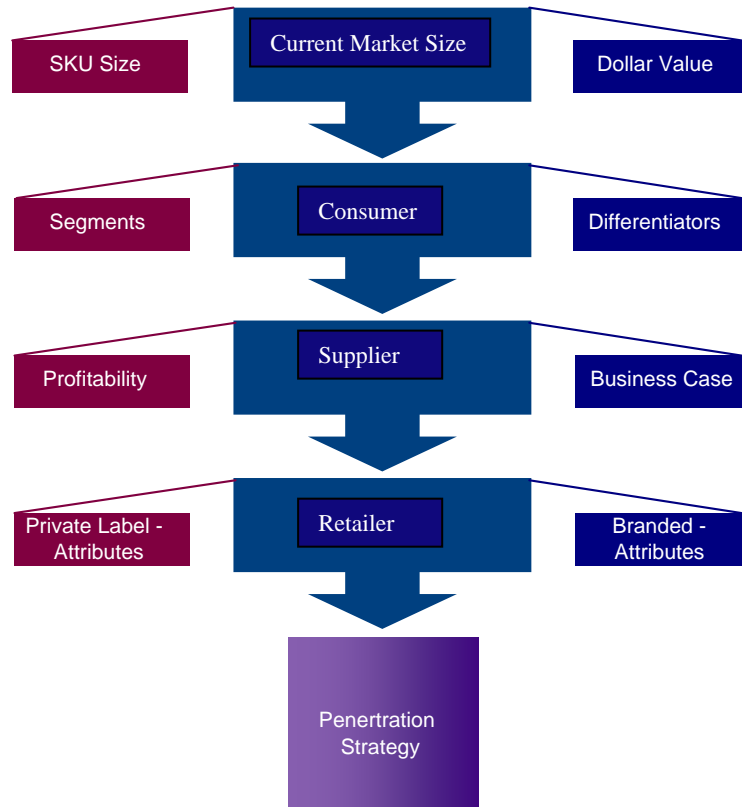 Current Market Size
SKU Size
Dollar Value
Consumer
Segments
Differentiators
Supplier
Profitability
Business Case
Retailer
Private Label -
Attributes
Branded -
Attributes
Penertration
Strategy